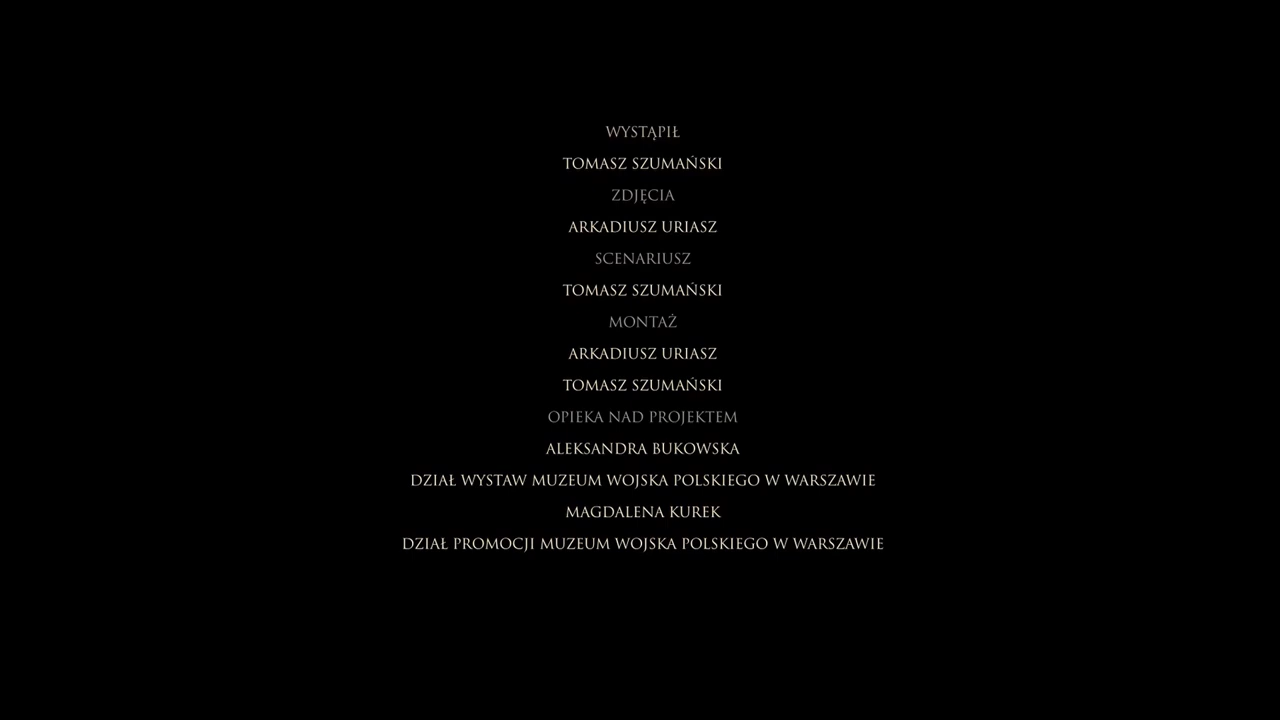 WYSTĄPIŁ
TOMASZ SZUMAŃSKI
ZDJĘCIA
ARKADIUSZ URIASZ
SCENARIUSZ
TOMASZ SZUMAŃSKI
MONTAŻ
ARKADIUSZ URIASZ
TOMASZ SZUMAŃSKI
OPIEKA NAD PROJEKTEM
ALEKSANDRA BUKOWSKA
DZIAŁ WYSTAW MUZEUM WOJSKA POLSKIEGO W WARSZAWIE
MAGDALENA KUREK
DZIAŁ PROMOCJI MUZEUM WOJSKA POLSKIEGO W WARSZAWIE